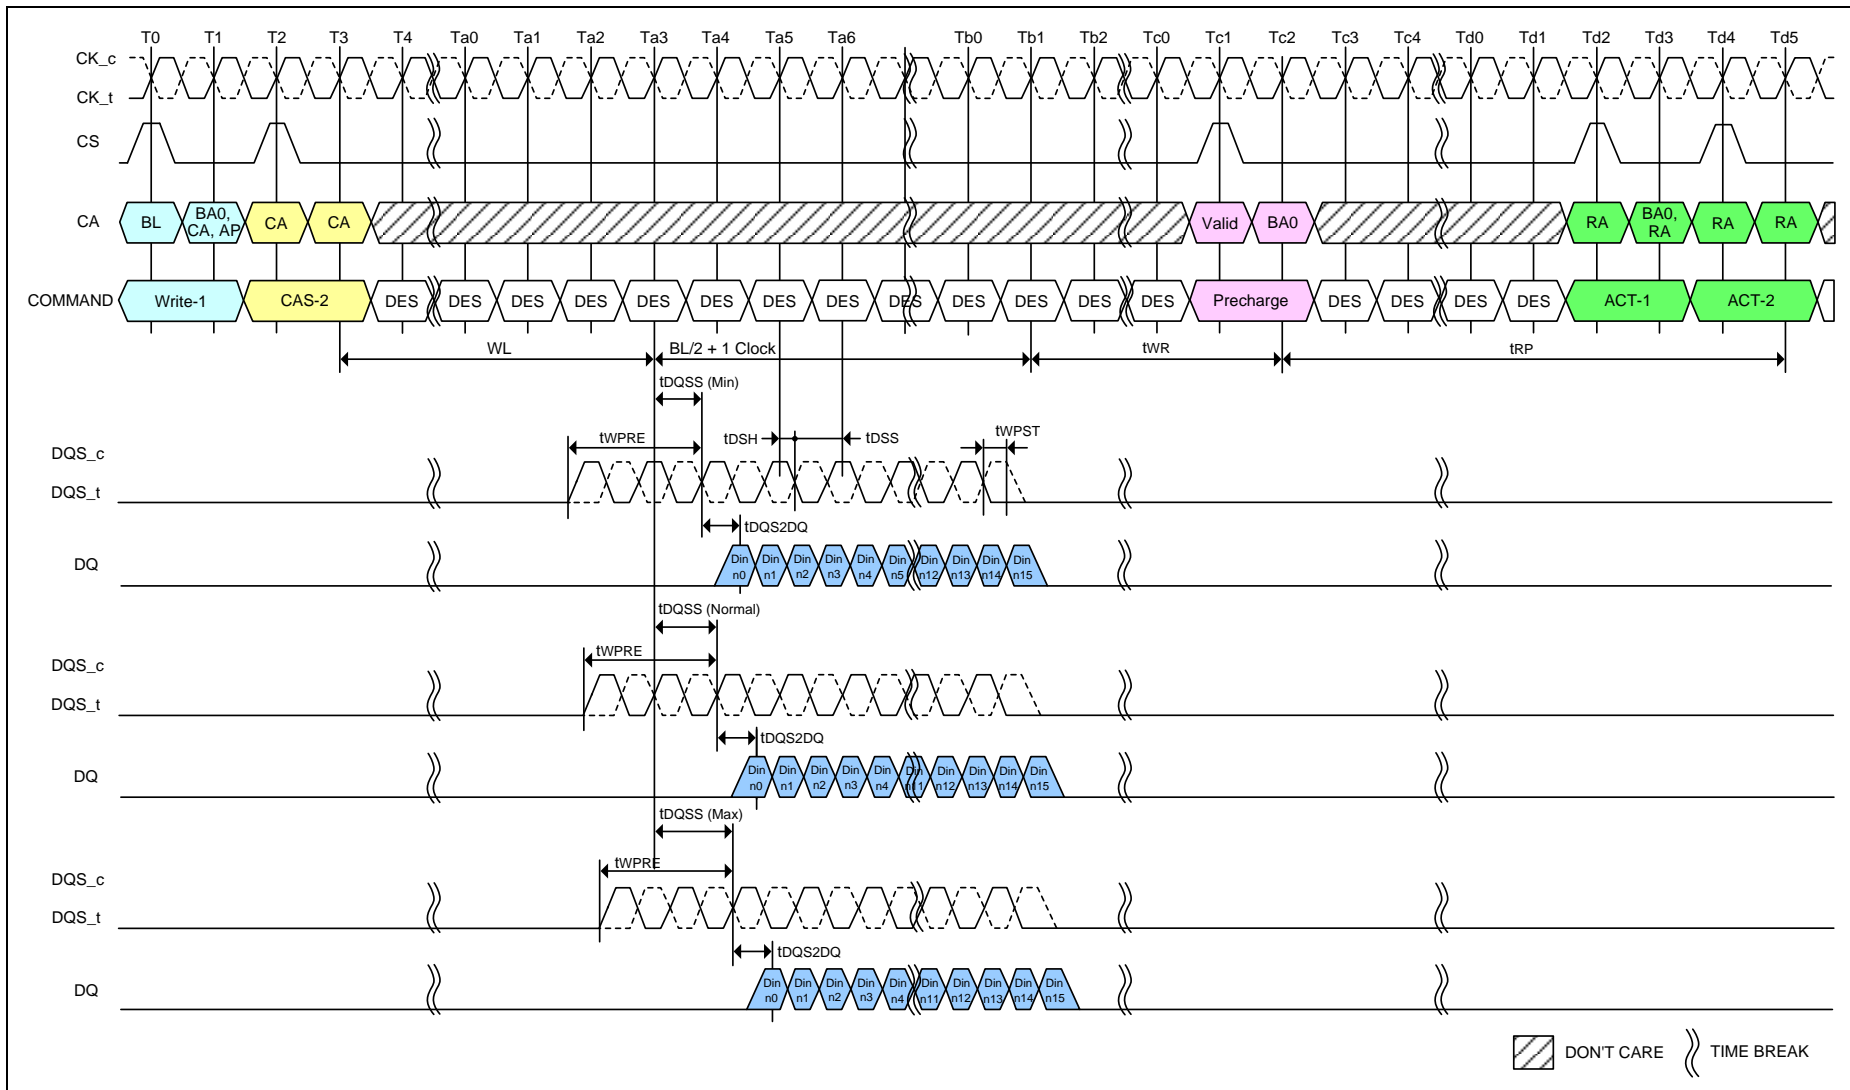 T0 T1 T2 T3 T4 Ta0 Ta1 Ta2 Ta3 Ta4 Ta5 Ta6 Tb0 Tb1 Tb2 Tc0 Tc1 Tc2 Tc3 Tc4 Td0 Td1 Td2 Td3 Td4 Td5
CK_c
CK_t
CS
CA BL BA0, CA, AP CA CA Valid BA0 RA BA0, RA RA RA
COMMAND Write-1 CAS-2 DES DES DES DES DES DES DES DES DES DES DES DES DES Precharge DES DES DES DES ACT-1 ACT-2
WL BL/2 + 1 Clock tWR tRP
tDQSS (Min)
tWPRE tDSH tDSS tWPST
DQS_c
DQS_t
tDQS2DQ
DQ Din n0 Din n1 Din n2 Din n3 Din n4 Din n5 Din n12 Din n13 Din n14 Din n15
tDQSS (Normal)
tWPRE
DQS_c
DQS_t
tDQS2DQ
DQ Din n0 Din n1 Din n2 Din n3 Din n4 Din n11 Din n12 Din n13 Din n14 Din n15
tDQSS (Max)
tWPRE
DQS_c
DQS_t
tDQS2DQ
DQ Din n0 Din n1 Din n2 Din n3 Din n4 Din n11 Din n12 Din n13 Din n14 Din n15
DON'T CARE TIME BREAK